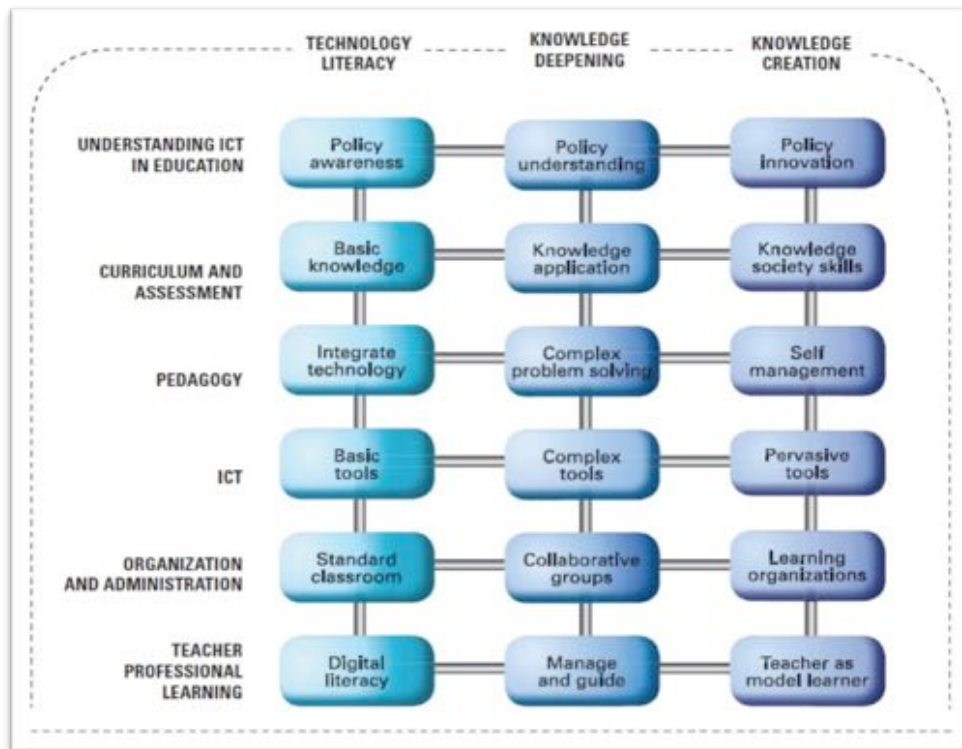 TECHNOLOGY
LITERACY
KNOWLEDGE
DEEPENING
KNOWLEDGE
CREATION
UNDERSTANDING ICT
IN EDUCATION
Policy
awareness
Policy
understanding
Policy
innovation
CURRICULUM AND
ASSESSMENT
Basic
knowledge
Knowledge
application
Knowledge
society skills
PEDAGOGY
Integrate
technology
Complex
problem solving
Self
management
ICT
Basic
tools
Complex
tools
Pervasive
tools
ORGANIZATION
AND ADMINISTRATION
Standard
classroom
Collaborative
groups
Learning
organizations
TEACHER
PROFESSIONAL
LEARNING
Digital
literacy
Manage
and guide
Teacher as
model learner